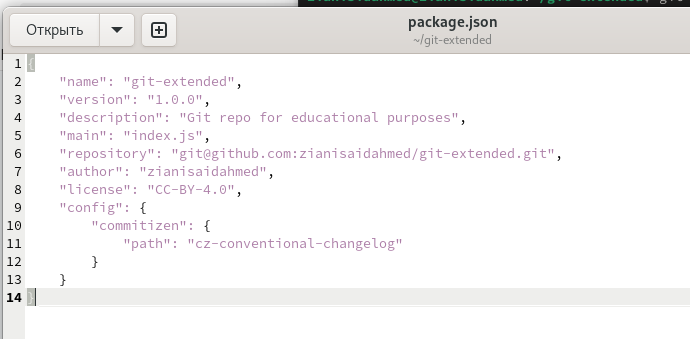 Открыть
package.json
~/git-extended
1 {
2 "name": "git-extended",
3 "version": "1.0.0",
4 "description": "Git repo for educational purposes",
5 "main": "index.js",
6 "repository": "git@github.com:zianisaidahmed/git-extended.git",
7 "author": "zianisaidahmed",
8 "license": "CC-BY-4.0",
9 "config": {
10 "commitizen": {
11 "path": "cz-conventional-changelog"
12 }
13 }
14 }